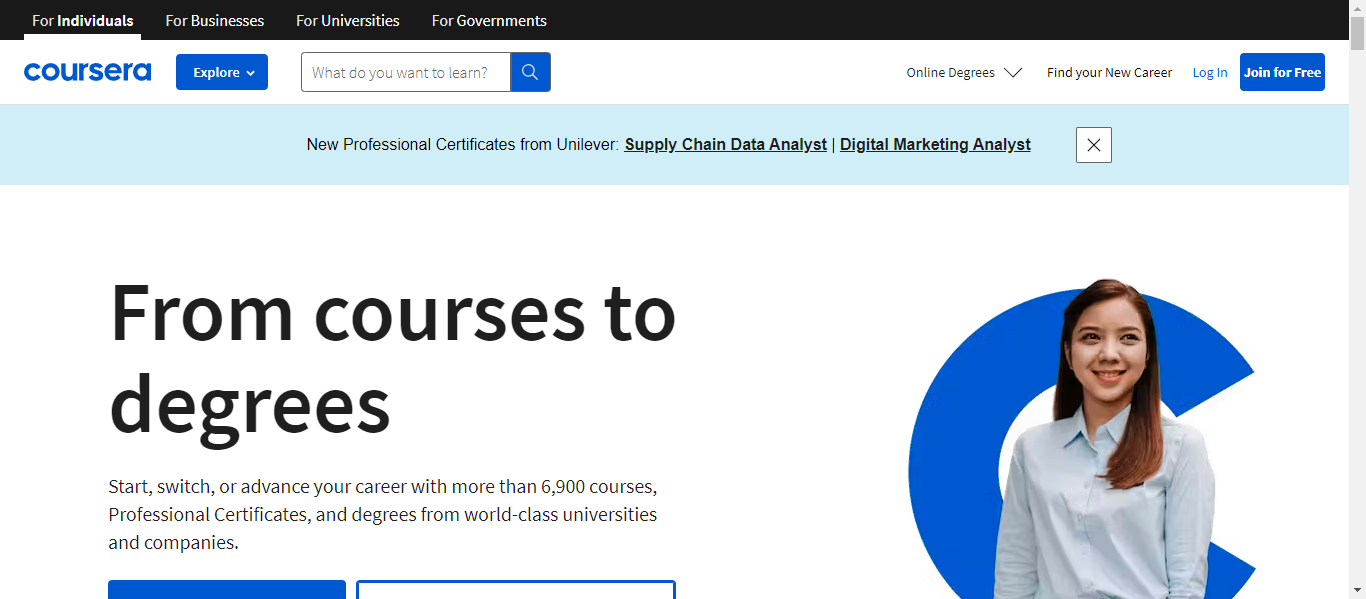 For Individuals For Businesses For Universities For Governments
coursera Explore What do you want to learn? Online Degrees Find your New Career Log In Join for Free
New Professional Certificates from Unilever: Supply Chain Data Analyst | Digital Marketing Analyst
From courses to
degrees
Start, switch, or advance your career with more than 6,900 courses,
Professional Certificates, and degrees from world-class universities
and companies.